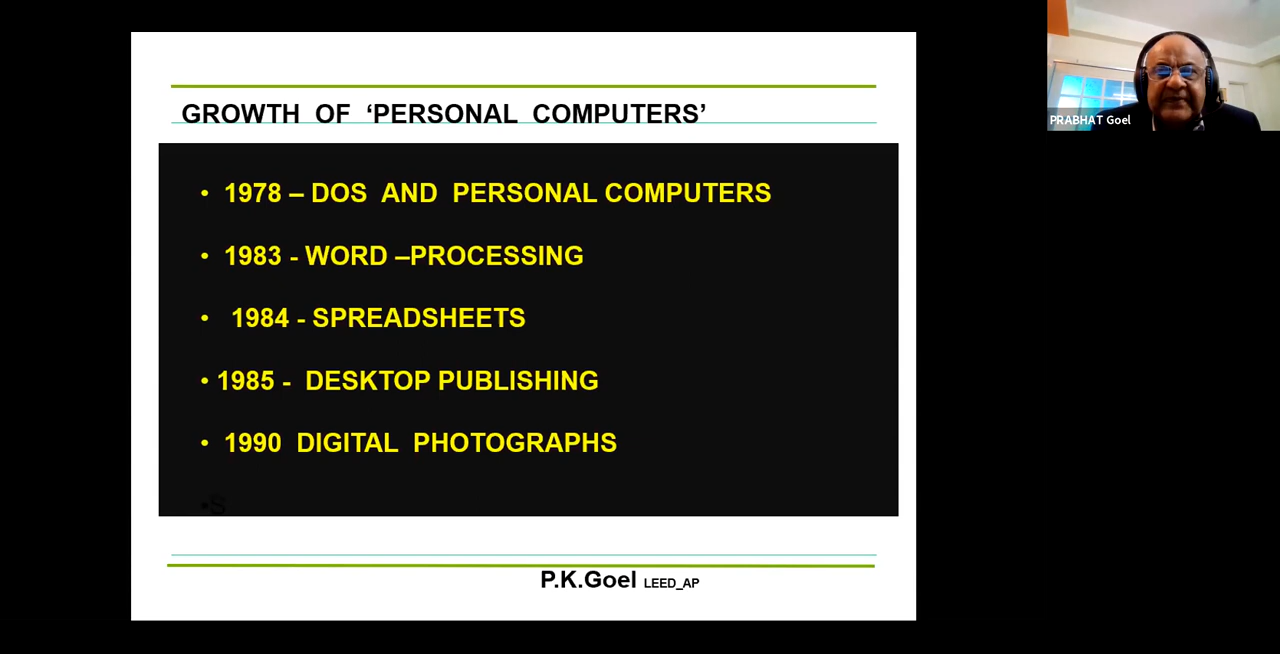 GROWTH OF ‘PERSONAL COMPUTERS’
PRABHAT Goel
• 1978 – DOS AND PERSONAL COMPUTERS
• 1983 - WORD –PROCESSING
• 1984 - SPREADSHEETS
• 1985 - DESKTOP PUBLISHING
• 1990 DIGITAL PHOTOGRAPHS
•S
P.K.Goel LEED_AP